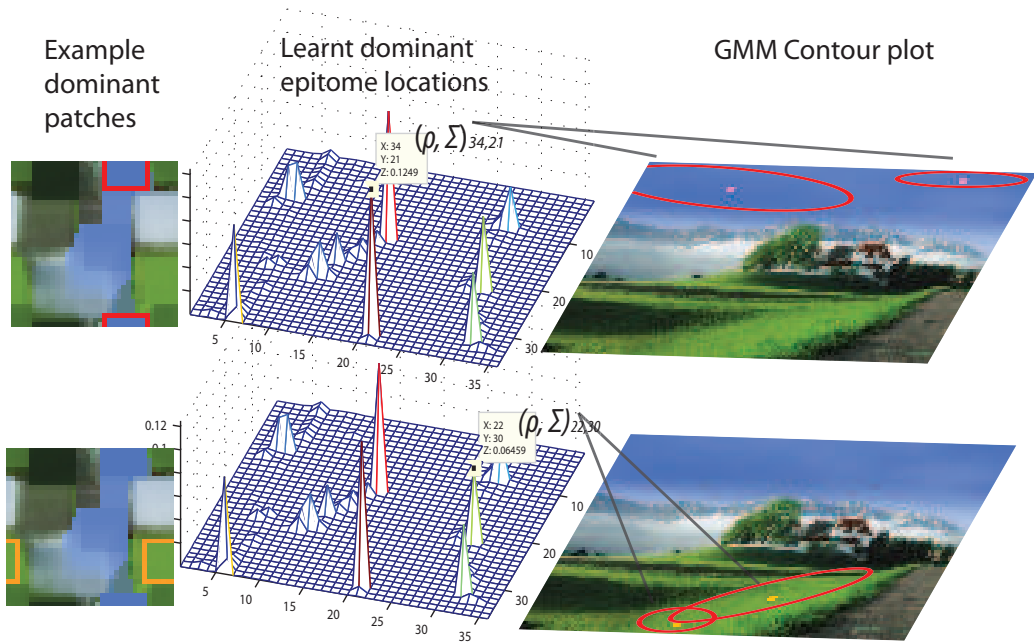 Example
dominant
patches
Learnt dominant
epitome locations
GMM Contour plot
X: 34
Y: 21
Z: 0.1249
(ρ, Σ)34,21
10
20
30
5
10
15
20
25
30
35
0.12
0.1
X: 22
Y: 30
Z: 0.06459
(ρ, Σ)22,30
10
20
30
5
10
15
20
25
30
35